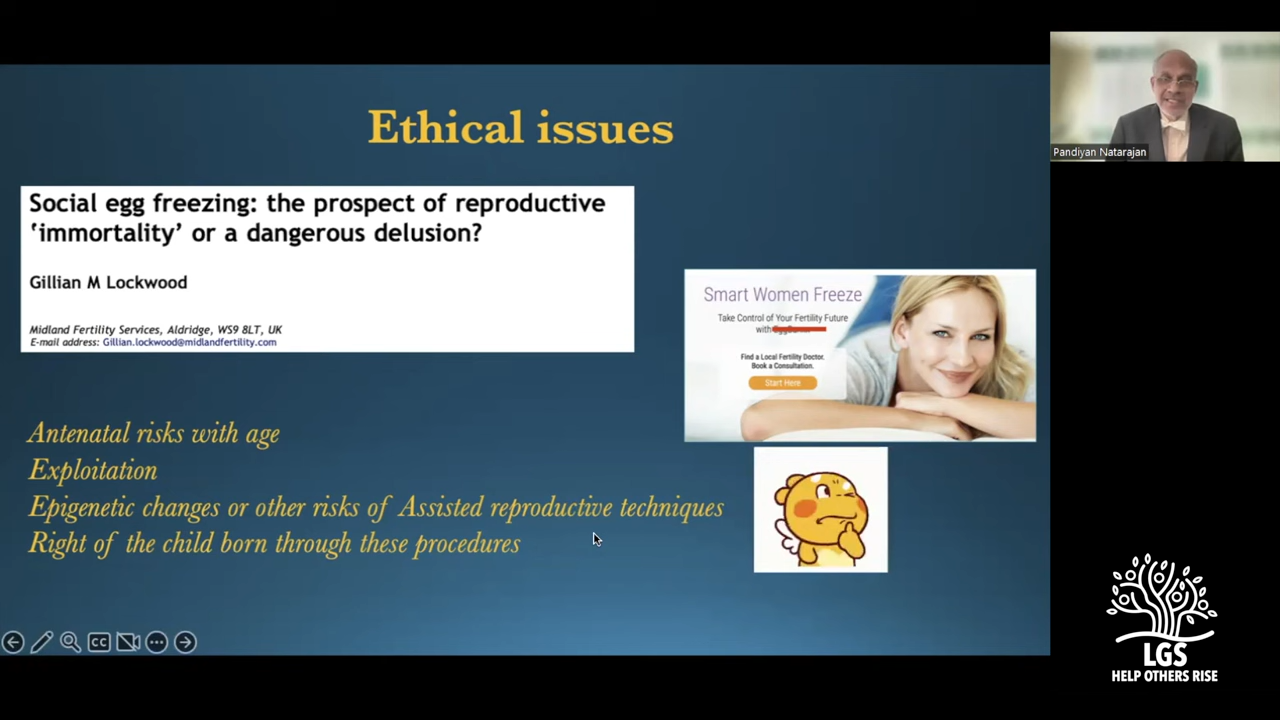 Ethical issues
Social egg freezing: the prospect of reproductive
‘immortality’ or a dangerous delusion?
Gillian M Lockwood
Midland Fertility Services, Aldridge, WS9 8LT, UK
E-mail address: Gillian.lockwood@midlandfertility.com
Smart Women Freeze
Take Control of Your Fertility Future
with
Find a Local Fertility Doctor.
Book a Consultation.
Start Here
Antenatal risks with age
Exploitation
Epigenetic changes or other risks of Assisted reproductive techniques
Right of the child born through these procedures
CC
Pandiyan Natarajan
LGS
HELP OTHERS RISE